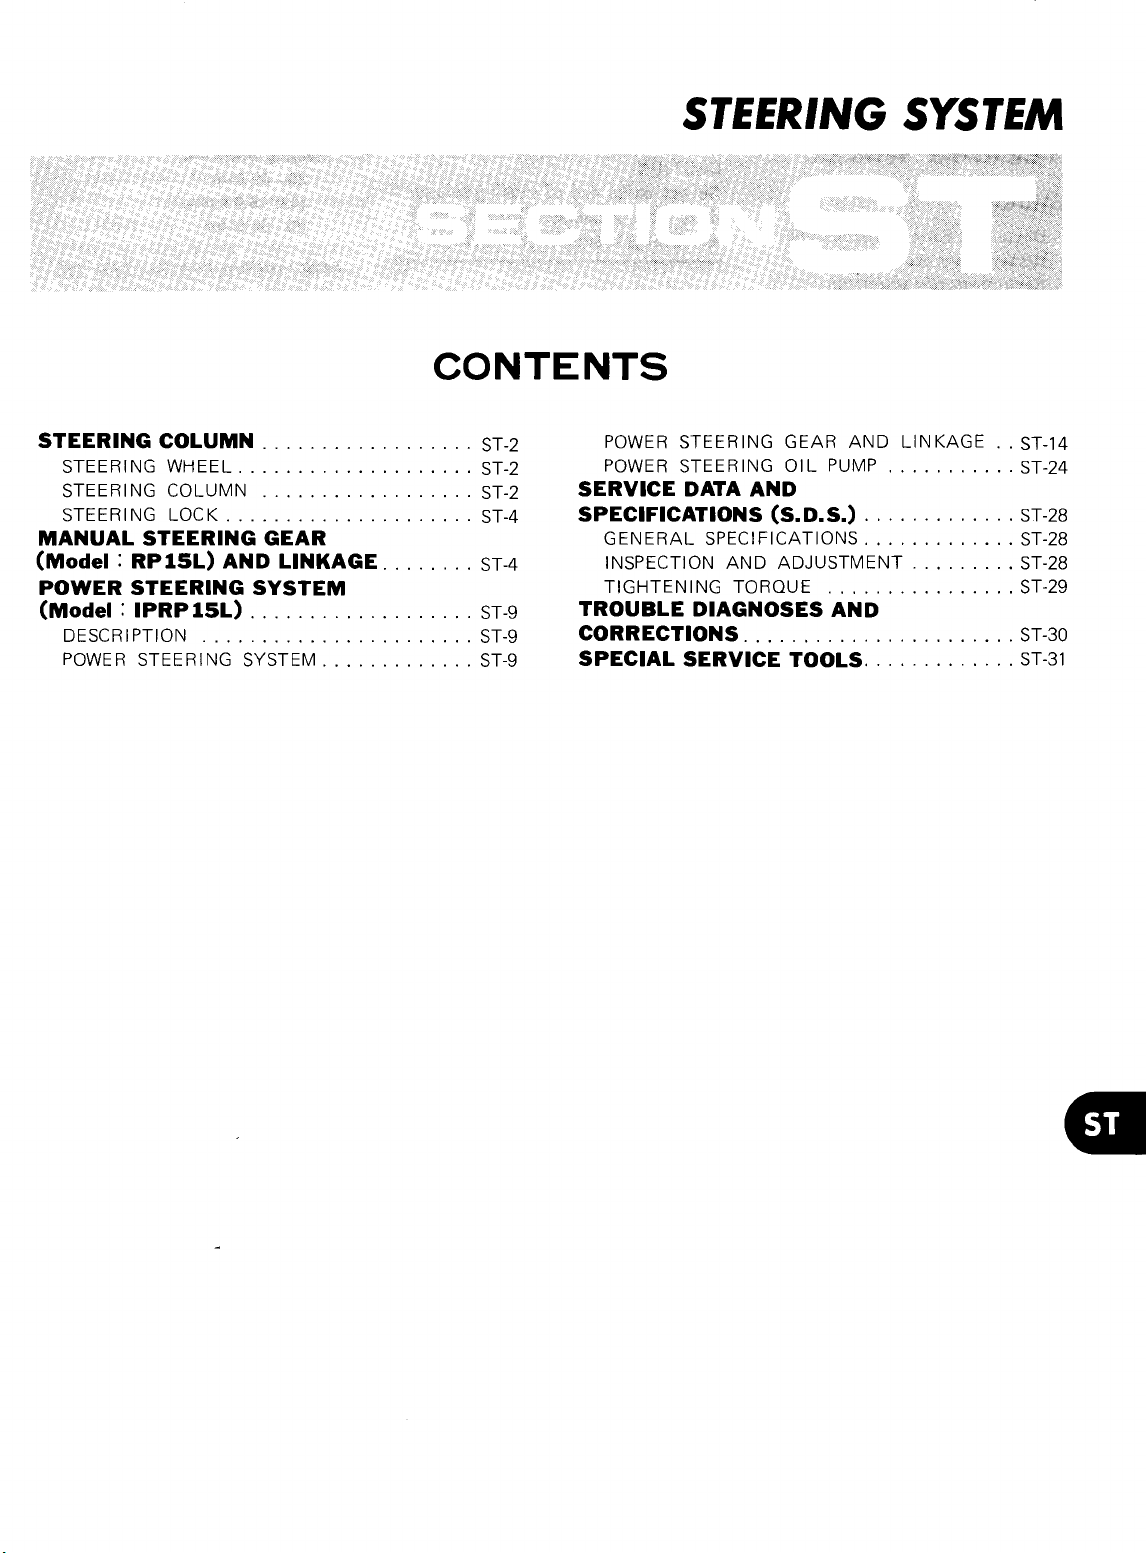 STEERING SYSTEM
SECTION ST
CONTENTS
STEERING COLUMN . . . . . . . . . . . . . . . . . . ST-2
STEERING WHEEL . . . . . . . . . . . . . . . . . . . . ST-2
STEERING COLUMN . . . . . . . . . . . . . . . . . . ST-2
STEERING LOCK . . . . . . . . . . . . . . . . . . . . . ST-4
MANUAL STEERING GEAR
(Model : RP15L) AND LINKAGE . . . . . . . . ST-4
POWER STEERING SYSTEM
(Model : IPRP15L) . . . . . . . . . . . . . . . . . . . ST-9
DESCRIPTION . . . . . . . . . . . . . . . . . . . . . . . ST-9
POWER STEERING SYSTEM . . . . . . . . . . . . . ST-9
POWER STEERING GEAR AND LINKAGE . . ST-14
POWER STEERING OIL PUMP . . . . . . . . . . . ST-24
SERVICE DATA AND
SPECIFICATIONS (S.D.S.) . . . . . . . . . . . . . ST-28
GENERAL SPECIFICATIONS . . . . . . . . . . . . . ST-28
INSPECTION AND ADJUSTMENT . . . . . . . . . ST-28
TIGHTENING TORQUE . . . . . . . . . . . . . . . . ST-29
TROUBLE DIAGNOSES AND
CORRECTIONS . . . . . . . . . . . . . . . . . . . . . . . ST-30
SPECIAL SERVICE TOOLS . . . . . . . . . . . . . ST-31
ST